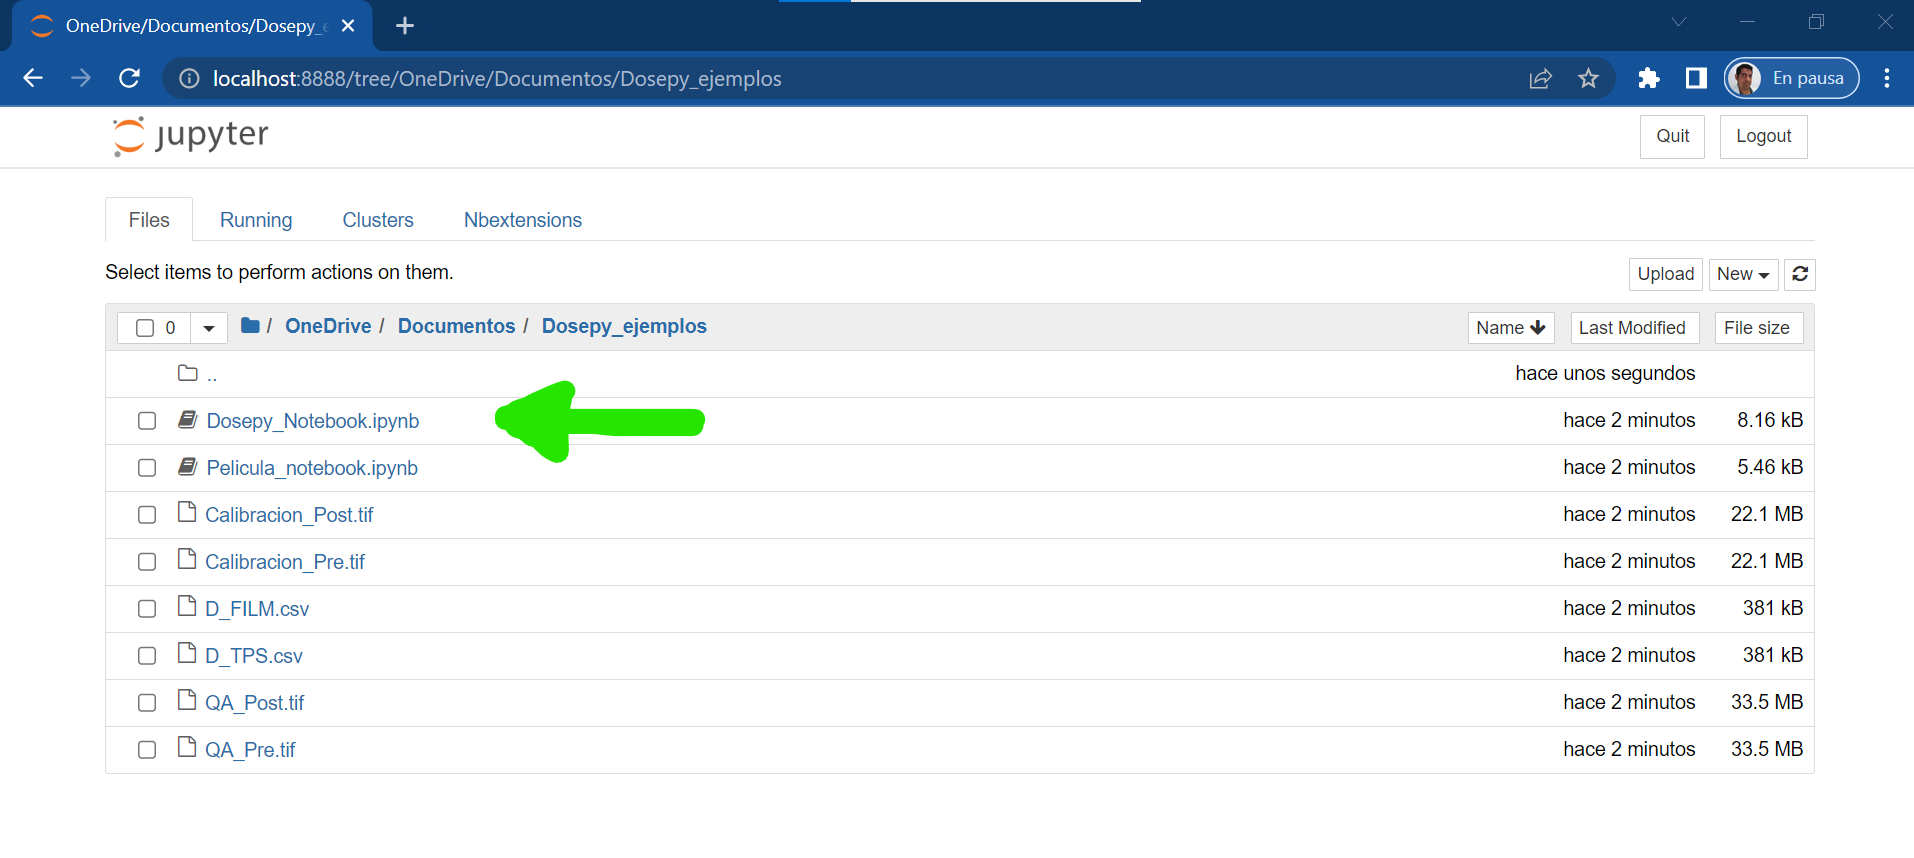 OneDrive/Documentos/Dosepy_e
localhost:8888/tree/OneDrive/Documentos/Dosepy_ejemplos
En pausa
jupyter
Quit
Logout
Files
Running
Clusters
Nbextensions
Select items to perform actions on them.
Upload
New
0
/ OneDrive / Documentos / Dosepy_ejemplos
Name
Last Modified
File size
..
hace unos segundos
Dosepy_Notebook.ipynb hace 2 minutos 8.16 kB
Pelicula_notebook.ipynb hace 2 minutos 5.46 kB
Calibracion_Post.tif hace 2 minutos 22.1 MB
Calibracion_Pre.tif hace 2 minutos 22.1 MB
D_FILM.csv hace 2 minutos 381 kB
D_TPS.csv hace 2 minutos 381 kB
QA_Post.tif hace 2 minutos 33.5 MB
QA_Pre.tif hace 2 minutos 33.5 MB